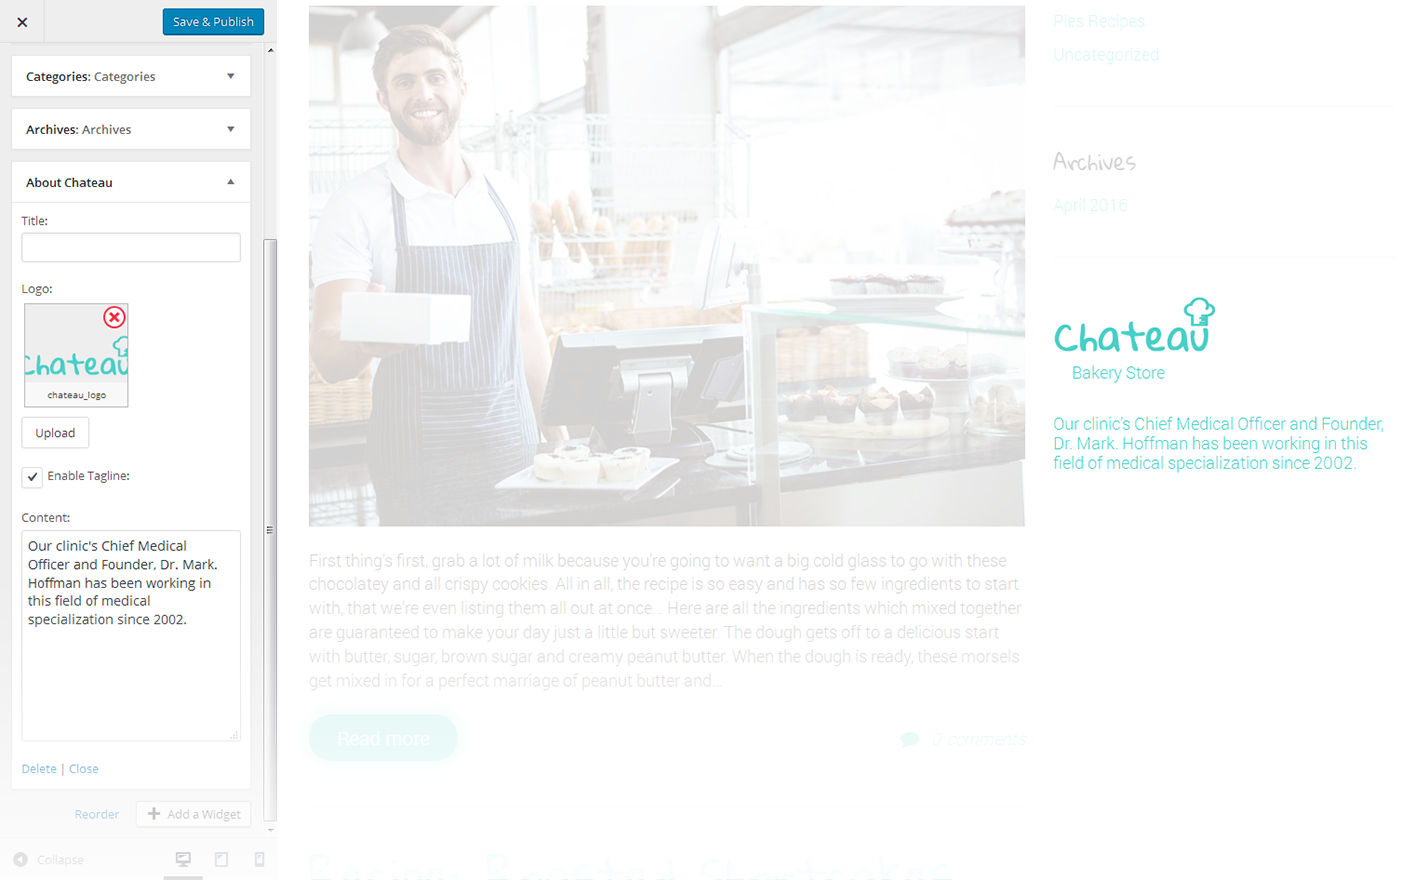 Save & Publish
Categories: Categories
Archives: Archives
About Chateau
Title:
Logo:
Chateau
chateau_logo
Upload
Enable Tagline:
Content:
Our clinic's Chief Medical
Officer and Founder, Dr. Mark.
Hoffman has been working in
this field of medical
specialization since 2002.
Delete | Close
Reorder
Add a Widget
Collapse
First thing's first, grab a lot of milk because you're going to want a big cold glass to go with these
chocolatey and all crispy cookies. All in all, the recipe is so easy and has so few ingredients to start
with, that we're even listing them all out at once... Here are all the ingredients which mixed together
are guaranteed to make your day just a little but sweeter. The dough gets off to a delicious start
with butter, sugar, brown sugar and creamy peanut butter. When the dough is ready, these morsels
get mixed in for a perfect marriage of peanut butter and...
Read more
0 comments
Recipe: Roasted Shortcakes
Pies Recipes
Uncategorized
Archives
April 2016
Chateau
Bakery Store
Our clinic's Chief Medical Officer and Founder,
Dr. Mark. Hoffman has been working in this
field of medical specialization since 2002.